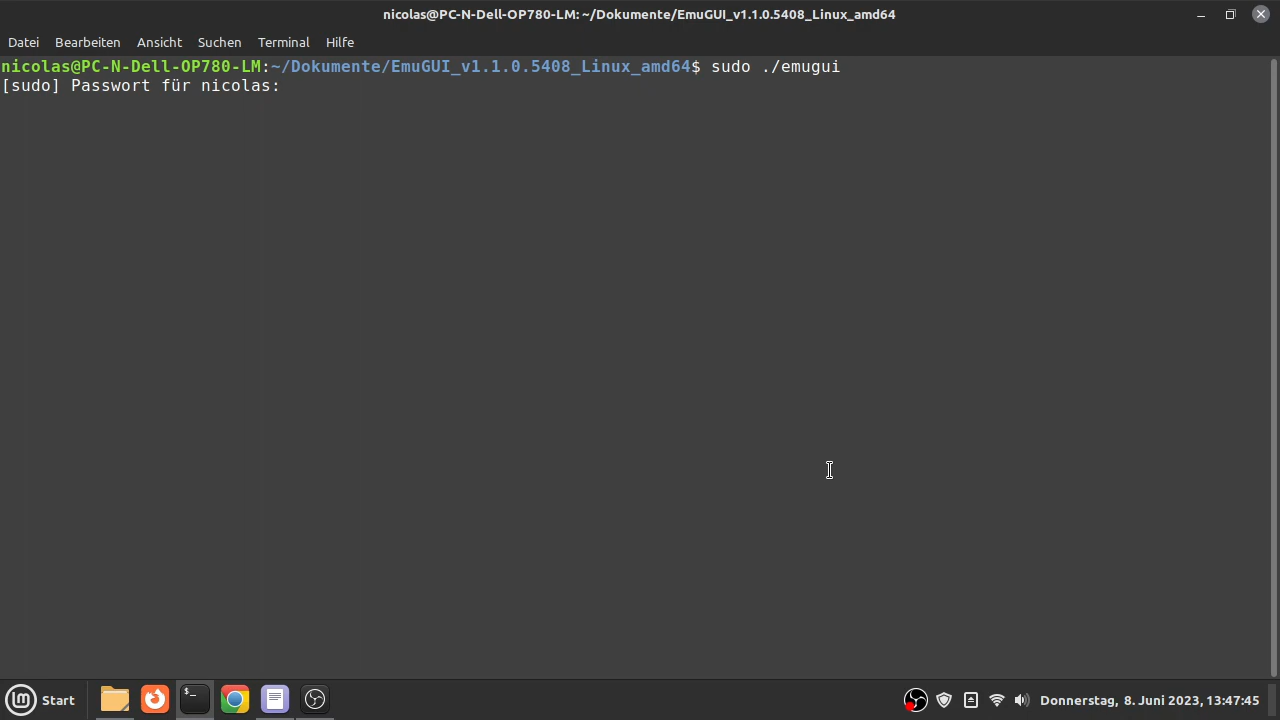 nicolas@PC-N-Dell-OP780-LM: ~/Dokumente/EmuGUI_v1.1.0.5408_Linux_amd64
Datei Bearbeiten Ansicht Suchen Terminal Hilfe
nicolas@PC-N-Dell-OP780-LM:~/Dokumente/EmuGUI_v1.1.0.5408_Linux_amd64$ sudo ./emugui
[sudo] Passwort für nicolas:
Start Donnerstag, 8. Juni 2023, 13:47:45